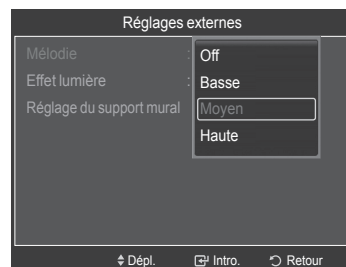 Réglages externes
Mélodie :
Off
Effet lumière :
Basse
Réglage du support mural
Moyen
Haute
Dépl. Intro. Retour